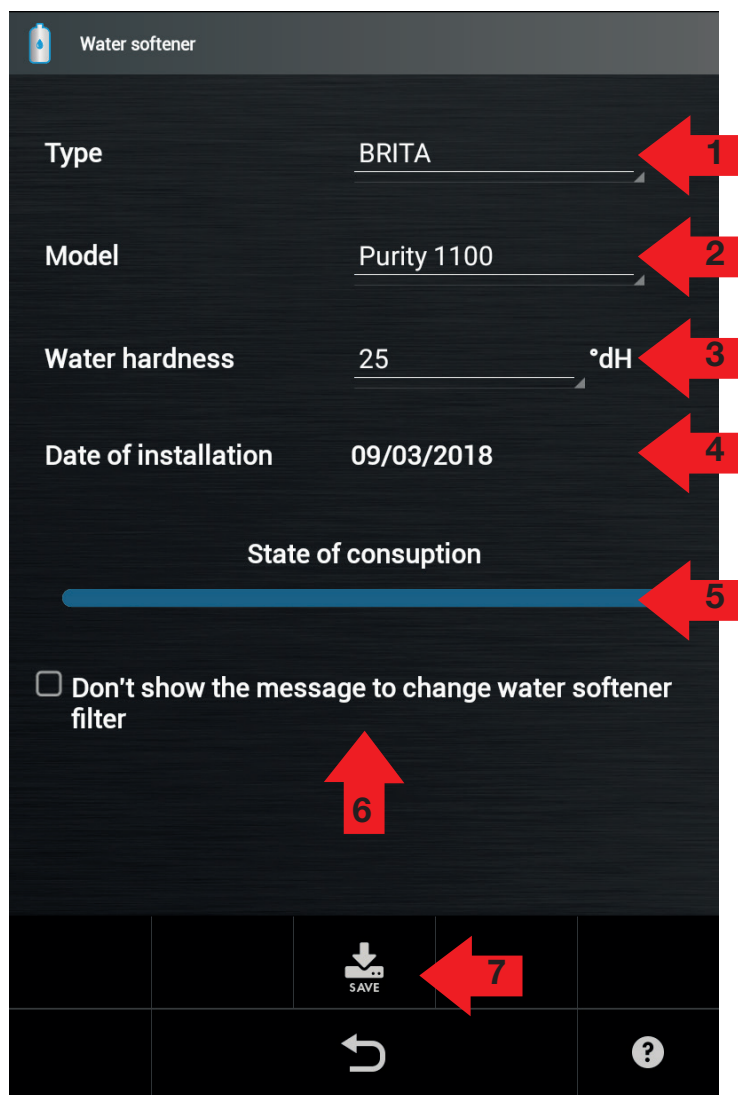 Water softener
Type BRITA 1
Model Purity 1100 2
Water hardness 25 °dH 3
Date of installation 09/03/2018 4
State of consuption
5
Don't show the message to change water softener
filter
6
SAVE 7
?